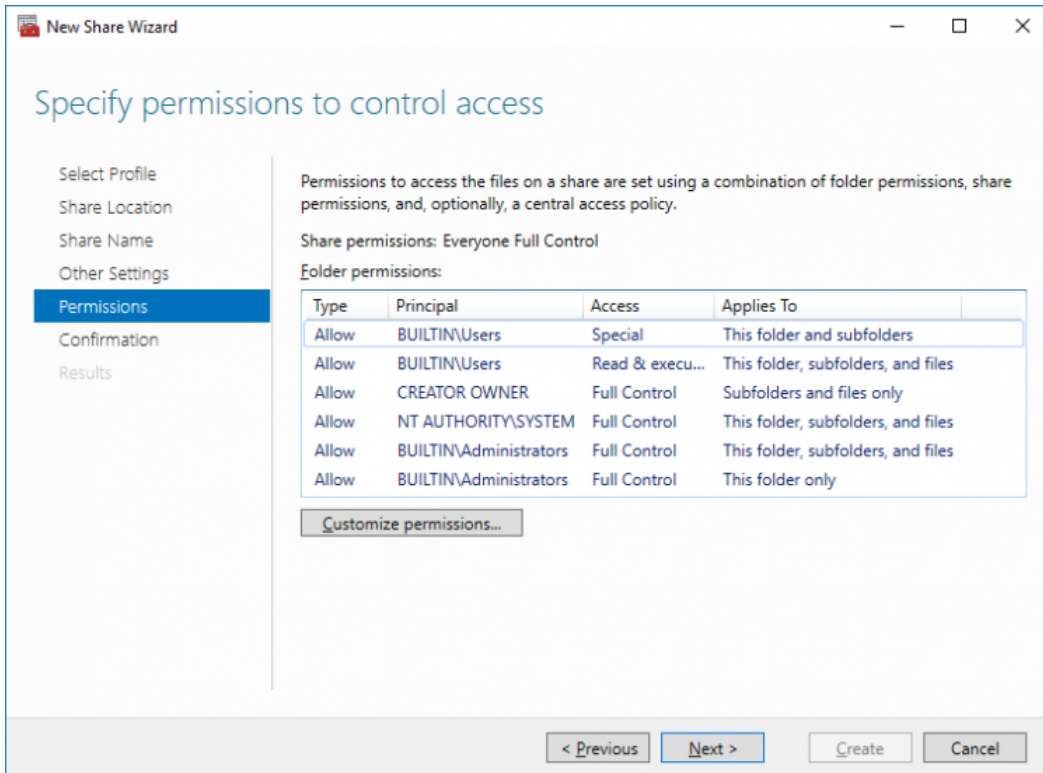 New Share Wizard
Specify permissions to control access
Select Profile
Share Location
Share Name
Other Settings
Permissions
Confirmation
Results
Permissions to access the files on a share are set using a combination of folder permissions, share
permissions, and, optionally, a central access policy.
Share permissions: Everyone Full Control
Folder permissions:
Type Principal Access Applies To
Allow BUILTIN\Users Special This folder and subfolders
Allow BUILTIN\Users Read & execu... This folder, subfolders, and files
Allow CREATOR OWNER Full Control Subfolders and files only
Allow NT AUTHORITY\SYSTEM Full Control This folder, subfolders, and files
Allow BUILTIN\Administrators Full Control This folder, subfolders, and files
Allow BUILTIN\Administrators Full Control This folder only
Customize permissions...
< Previous Next > Create Cancel